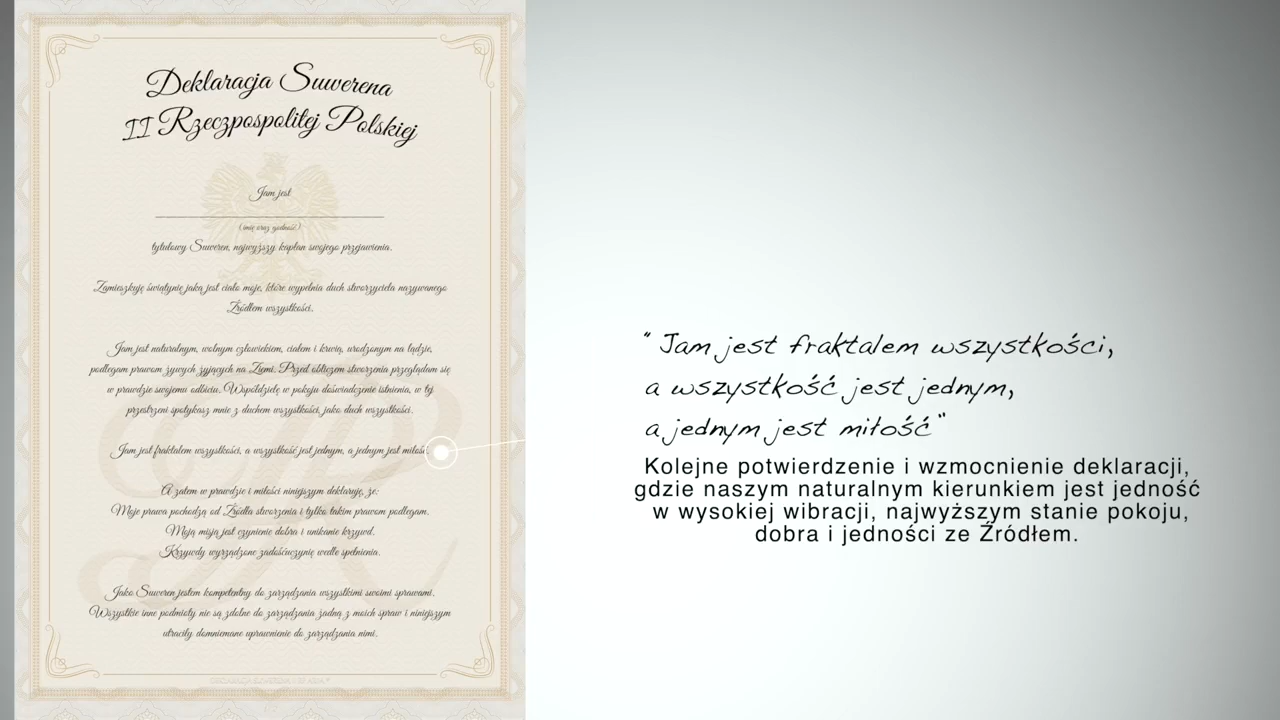 Deklaracja Suwerena
II Rzeczpospolitej Polskiej
Jam jest
(imię oraz godność)
tytułowy Suweren, najwyższy kapłan swojego przejawienia.
Zamieszkuję świątynię jaką jest ciało moje, które wypełnia duch stworzyciela nazywanego
Źródłem wszystkości.
Jam jest naturalnym, wolnym człowiekiem, ciałem i krwią, urodzonym na lądzie,
podlegam prawom żywych żyjących na Ziemi. Przed obliczem stworzenia przeglądam się
w prawdzie swojemu odbiciu. Współdzielę w pokoju doświadczenie istnienia, w tej
przestrzeni spotykasz mnie z duchem wszystkości, jako duch wszystkości.
Jam jest fraktalem wszystkości, a wszystkość jest jednym, a jednym jest miłość.
A zatem w prawdzie i miłości niniejszym deklaruję, że:
Moje prawa pochodzą od Źródła stworzenia i tylko takim prawom podlegam.
Moją misją jest czynienie dobra i unikanie krzywd.
Krzywdy wyrządzone zadośćuczynię wedle spełnienia.
Jako Suweren jestem kompetentny do zarządzania wszystkimi swoimi sprawami.
Wszystkie inne podmioty nie są zdolne do zarządzania żadną z moich spraw i niniejszym
utraciły domniemane uprawnienie do zarządzania nimi.
" Jam jest fraktalem wszystkości,
a wszystkość jest jednym,
a jednym jest miłość"
Kolejne potwierdzenie i wzmocnienie deklaracji,
gdzie naszym naturalnym kierunkiem jest jedność
w wysokiej wibracji, najwyższym stanie pokoju,
dobra i jedności ze Źródłem.